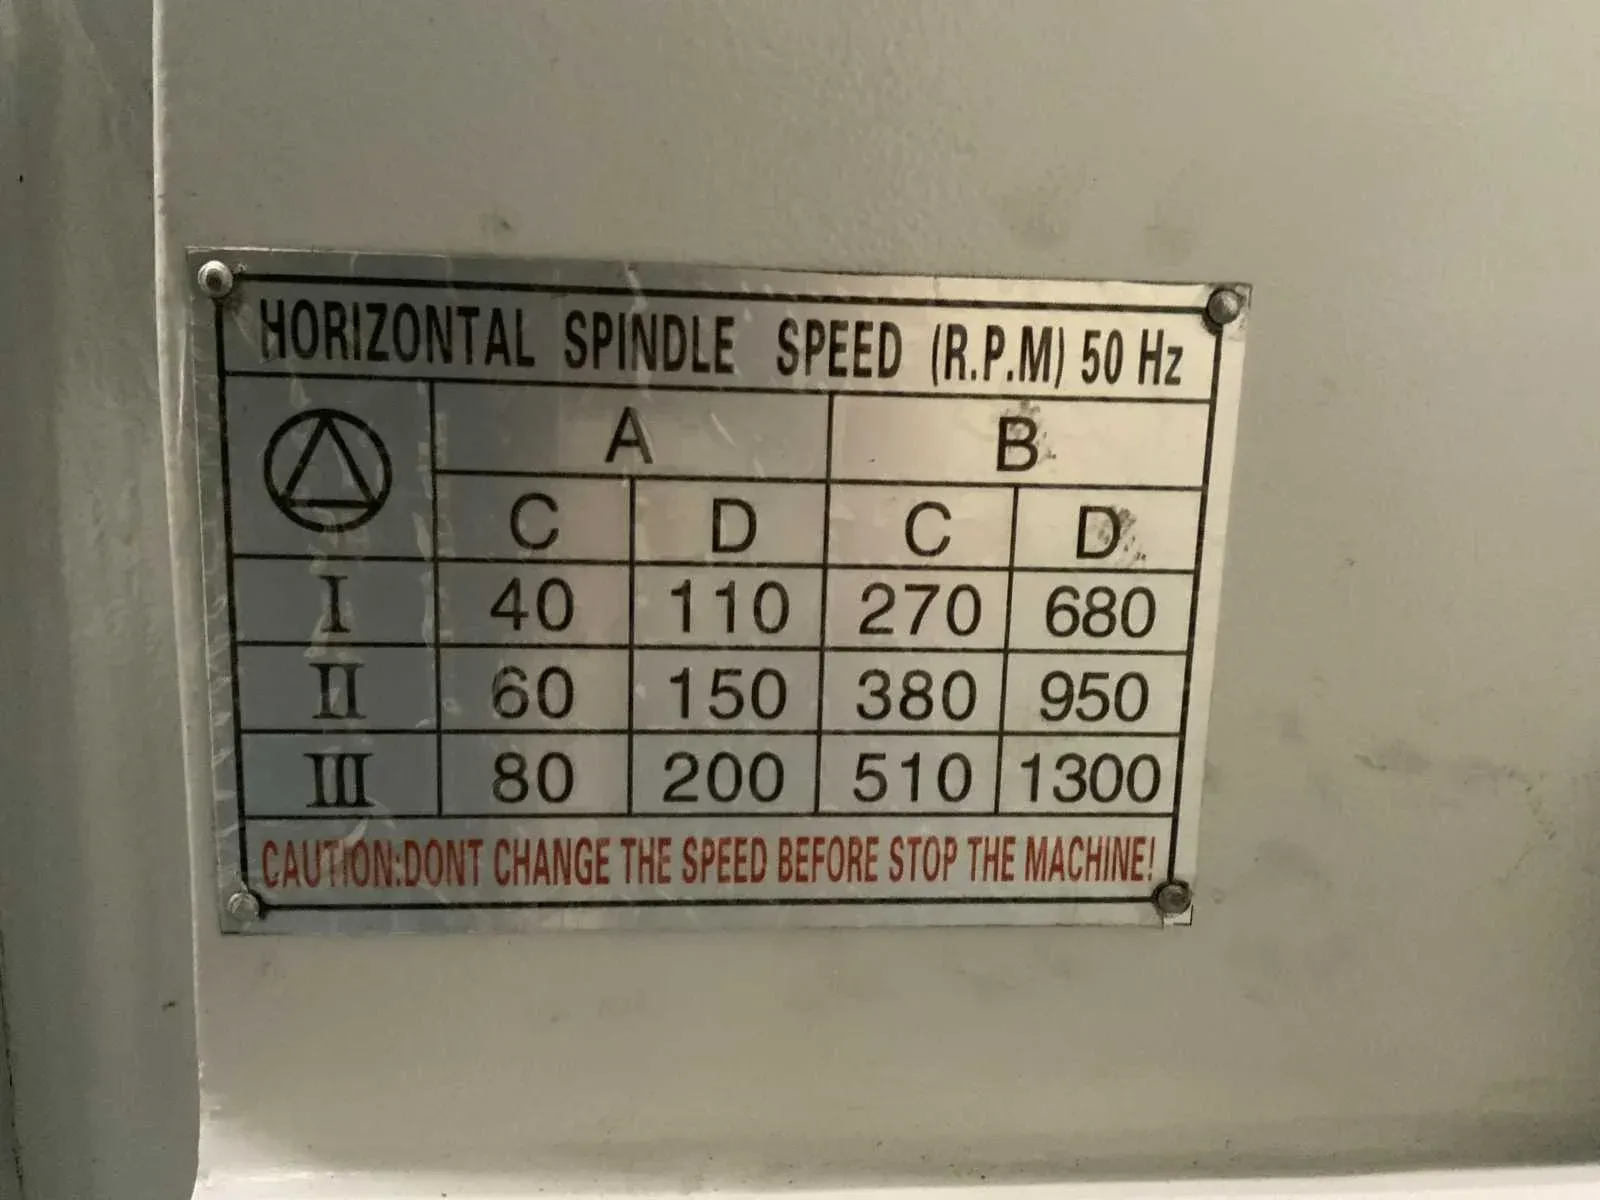 HORIZONTAL SPINDLE SPEED (R.P.M) 50 Hz
A B
C D C D
I 40 110 270 680
II 60 150 380 950
III 80 200 510 1300
CAUTION:DONT CHANGE THE SPEED BEFORE STOP THE MACHINE!